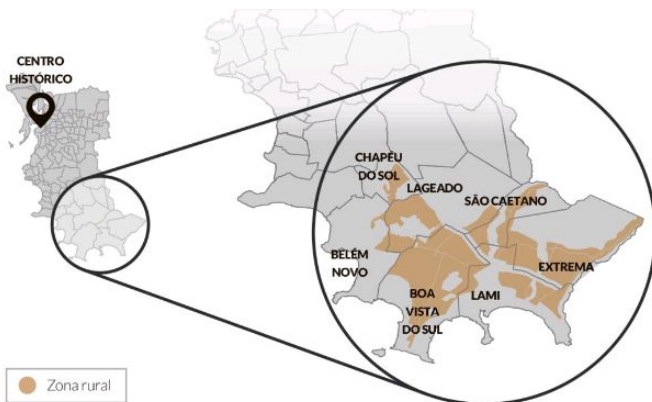 CENTRO
HISTÓRICO
CHAPÉU
DO SOL
LAGEADO
SÃO CAETANO
BELÉM
NOVO
EXTREMA
BOA
VISTA
DO SUL
LAMI
Zona rural